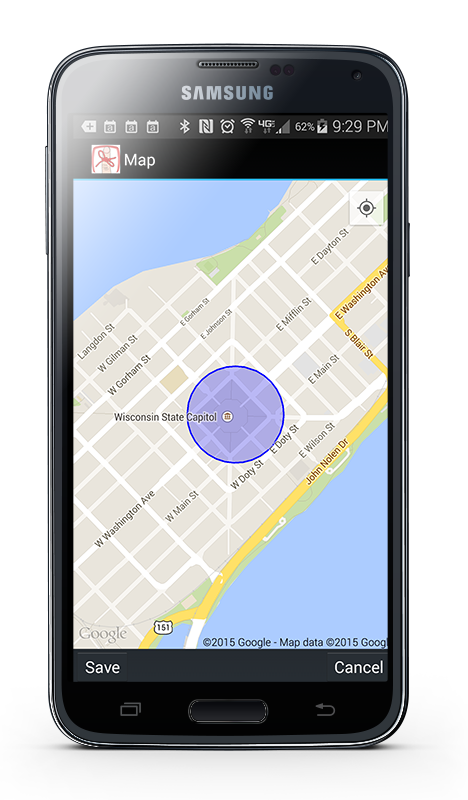 SAMSUNG
4GE 62% 9:29 PM
Map
E Dayton St
E Washington Av
E Gorham St
E Johnson St
E Mifflin St
S Blair St
Langdon St
W Gilman St
W Gorham St
E Main St
Wisconsin State Capitol
E Doty St
E Wilson St
W Doty St
John Nolen Dr
W Main St
W Washington Ave
Google
151
©2015 Google - Map data ©2015 Googl
Save
Cancel